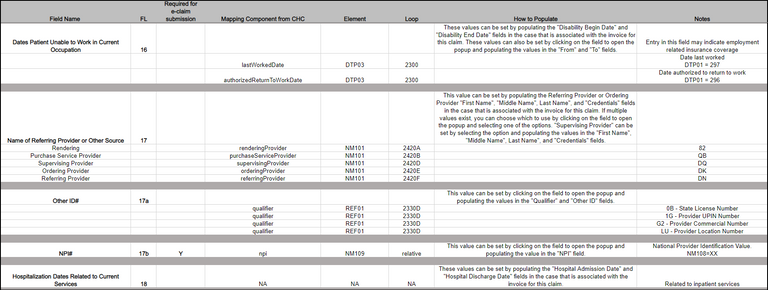 Required for
e-claim
Field Name FL submission Mapping Component from CHC Element Loop How to Populate Notes
These values can be set by populating the "Disability Begin Date" and
"Disability End Date" fields in the case that is associated with the invoice for
Dates Patient Unable to Work in Current this claim. These values can also be set by clicking on the field to open the Entry in this field may indicate employment
Occupation 16 popup and populating the values in the "From" and "To" fields. related insurance coverage
Date last worked
lastWorkedDate DTP03 2300 DTP01 = 297
Date authorized to return to work
authorizedReturnToWorkDate DTP03 2300 DTP01 = 296
This value can be set by populating the Referring Provider or Ordering
Provider "First Name", "Middle Name", Last Name", and "Credentials" fields
in the case that is associated with the invoice for this claim. If multiple
values exist, you can choose which to use by clicking on the field to open
the popup and selecting one of the options. "Supervising Provider" can be
set by selecting the option and populating the values in the "First Name",
Name of Referring Provider or Other Source 17 "Middle Name", Last Name", and "Credentials" fields.
Rendering renderingProvider NM101 2420A 82
Purchase Service Provider purchaseServiceProvider NM101 2420B QB
Supervising Provider supervisingProvider NM101 2420D DQ
Ordering Provider orderingProvider NM101 2420E DK
Referring Provider referringProvider NM101 2420F DN
This value can be set by clicking on the field to open the popup and
Other ID# 17a populating the values in the "Qualifier" and "Other ID" fields.
qualifier REF01 2330D 0B - State License Number
qualifier REF01 2330D 1G - Provider UPIN Number
qualifier REF01 2330D G2 - Provider Commercial Number
qualifier REF01 2330D LU - Provider Location Number
This value can be set by clicking on the field to open the popup and National Provider Identification Value.
NPI# 17b Y npi NM109 relative populating the value in the "NPI" field. NM108=XX
These values can be set by populating the "Hospital Admission Date" and
Hospitalization Dates Related to Current "Hospital Discharge Date" fields in the case that is associated with the
Services 18 NA NA NA invoice for this claim. Related to inpatient services